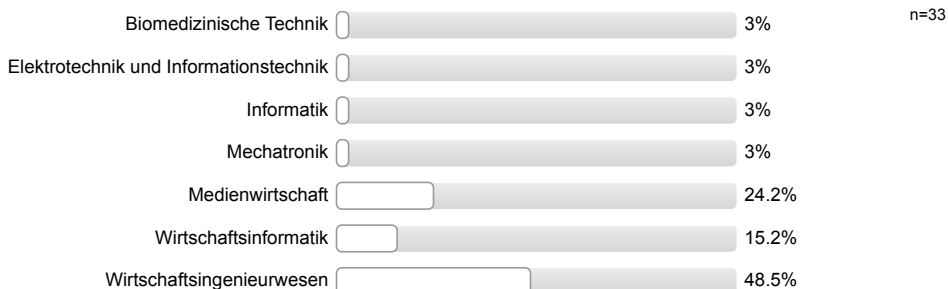 Biomedizinische Technik 3% n=33
Elektrotechnik und Informationstechnik 3%
Informatik 3%
Mechatronik 3%
Medienwirtschaft 24.2%
Wirtschaftsinformatik 15.2%
Wirtschaftsingenieurwesen 48.5%